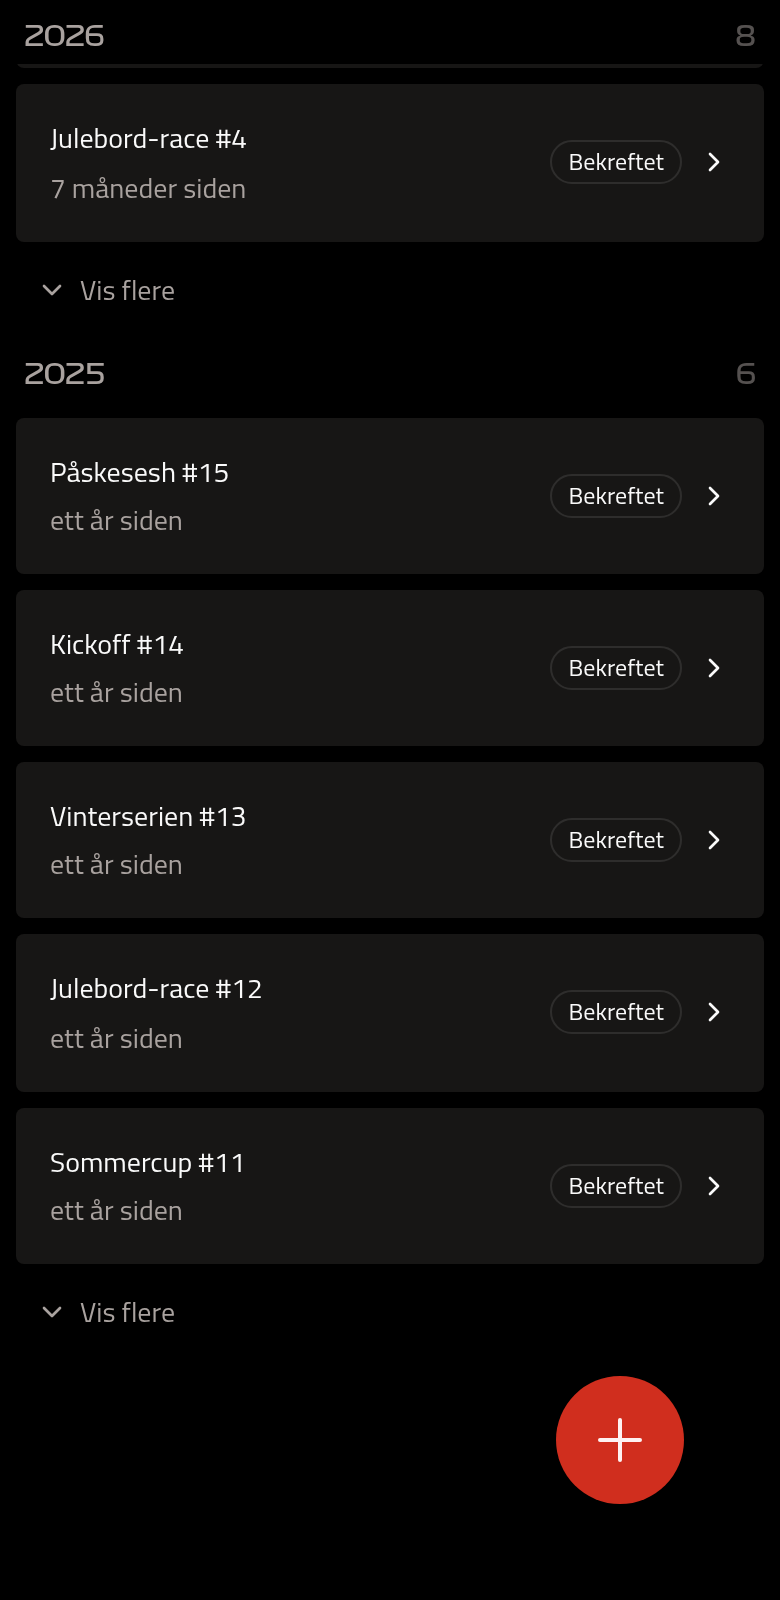 2026 8
Julebord-race #4
7 måneder siden
Bekreftet
Vis flere
2025 6
Påskesesh #15
ett år siden
Bekreftet
Kickoff #14
ett år siden
Bekreftet
Vinterserien #13
ett år siden
Bekreftet
Julebord-race #12
ett år siden
Bekreftet
Sommercup #11
ett år siden
Bekreftet
Vis flere